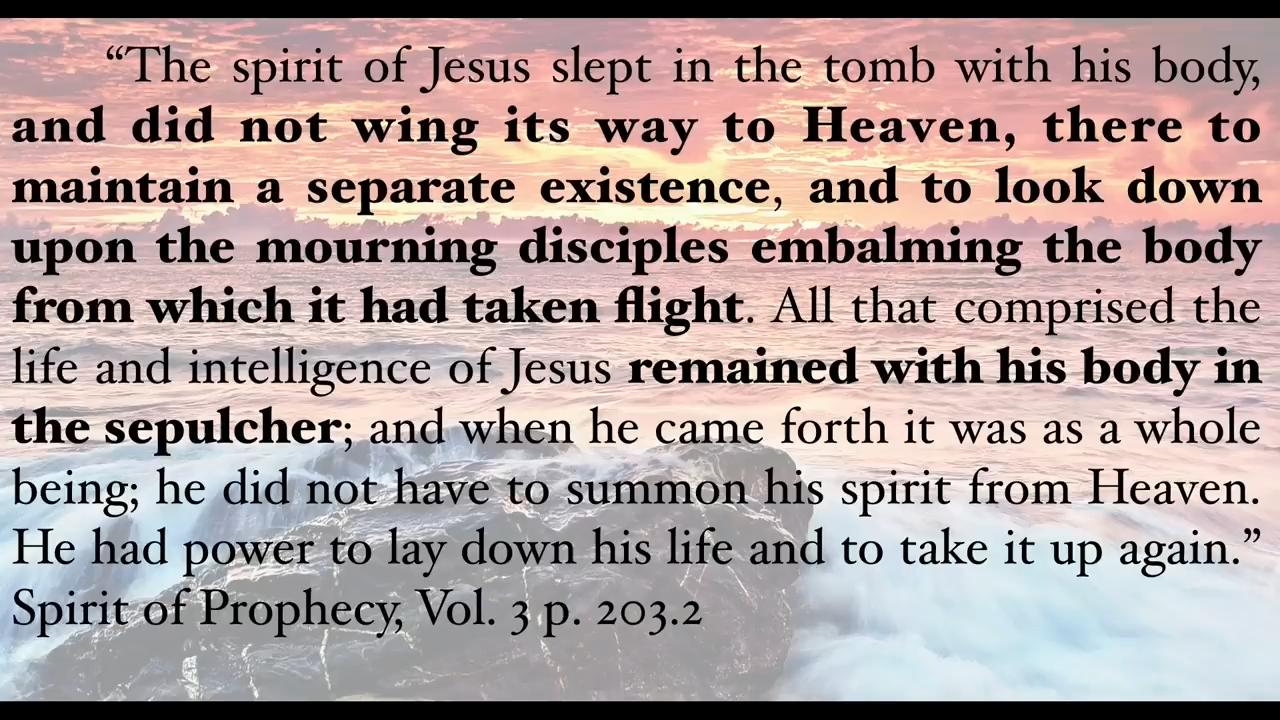 “The spirit of Jesus slept in the tomb with his body,
and did not wing its way to Heaven, there to
maintain a separate existence, and to look down
upon the mourning disciples embalming the body
from which it had taken flight. All that comprised the
life and intelligence of Jesus remained with his body in
the sepulcher; and when he came forth it was as a whole
being; he did not have to summon his spirit from Heaven.
He had power to lay down his life and to take it up again.”
Spirit of Prophecy, Vol. 3 p. 203.2